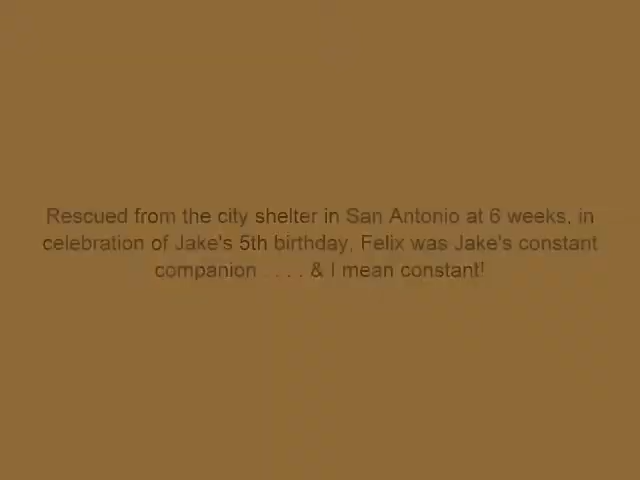 Rescued from the city shelter in San Antonio at 6 weeks, in
celebration of Jake's 5th birthday, Felix was Jake's constant
companion . . . . & I mean constant!